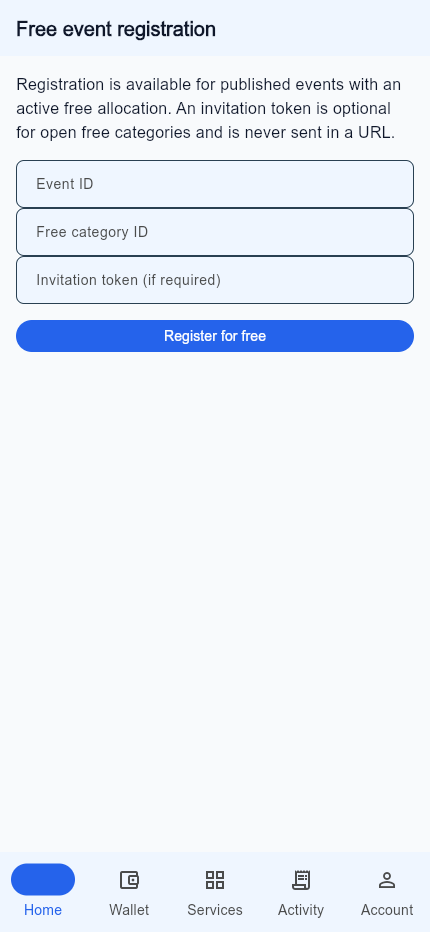 Free event registration
Registration is available for published events with an
active free allocation. An invitation token is optional
for open free categories and is never sent in a URL.
Event ID
Free category ID
Invitation token (if required)
Register for free
Home
Wallet
Services
Activity
Account